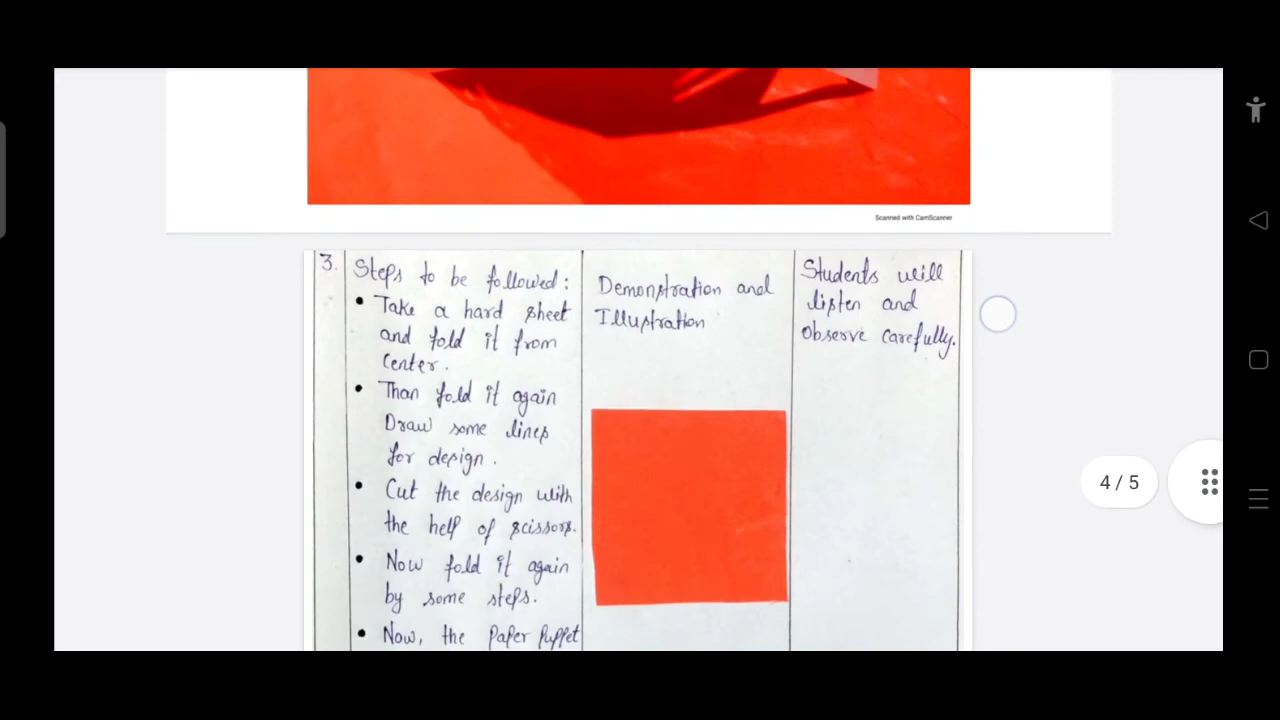 Scanned with CamScanner
3.
Steps to be followed:
• Take a hard sheet
and fold it from
center.
• Than fold it again
Draw some lines
for design.
• Cut the design with
the help of scissors.
• Now fold it again
by some steps.
• Now, the Paper Puppet
Demonstration and
Illustration
Students will
listen and
Observe carefully.
4 / 5